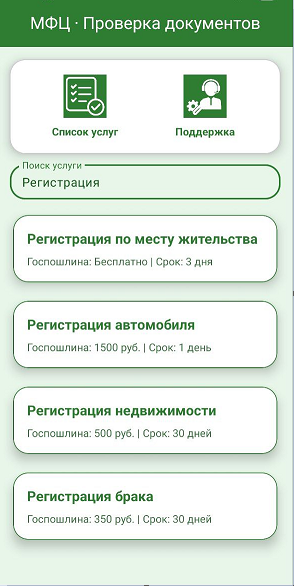 МФЦ · Проверка документов
Список услуг
Поддержка
Поиск услуги
Регистрация
Регистрация по месту жительства
Госпошлина: Бесплатно | Срок: 3 дня
Регистрация автомобиля
Госпошлина: 1500 руб. | Срок: 1 день
Регистрация недвижимости
Госпошлина: 500 руб. | Срок: 30 дней
Регистрация брака
Госпошлина: 350 руб. | Срок: 30 дней